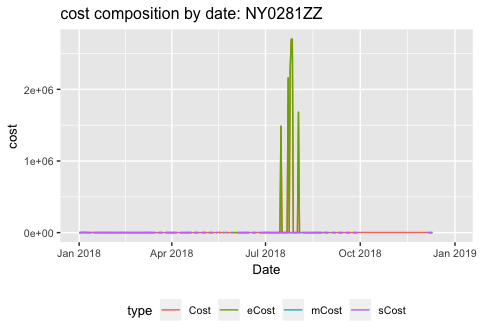 cost composition by date: NY0281ZZ
2e+06
1e+06
0e+00
cost
Jan 2018 Apr 2018 Jul 2018 Oct 2018 Jan 2019
Date
type Cost eCost mCost sCost